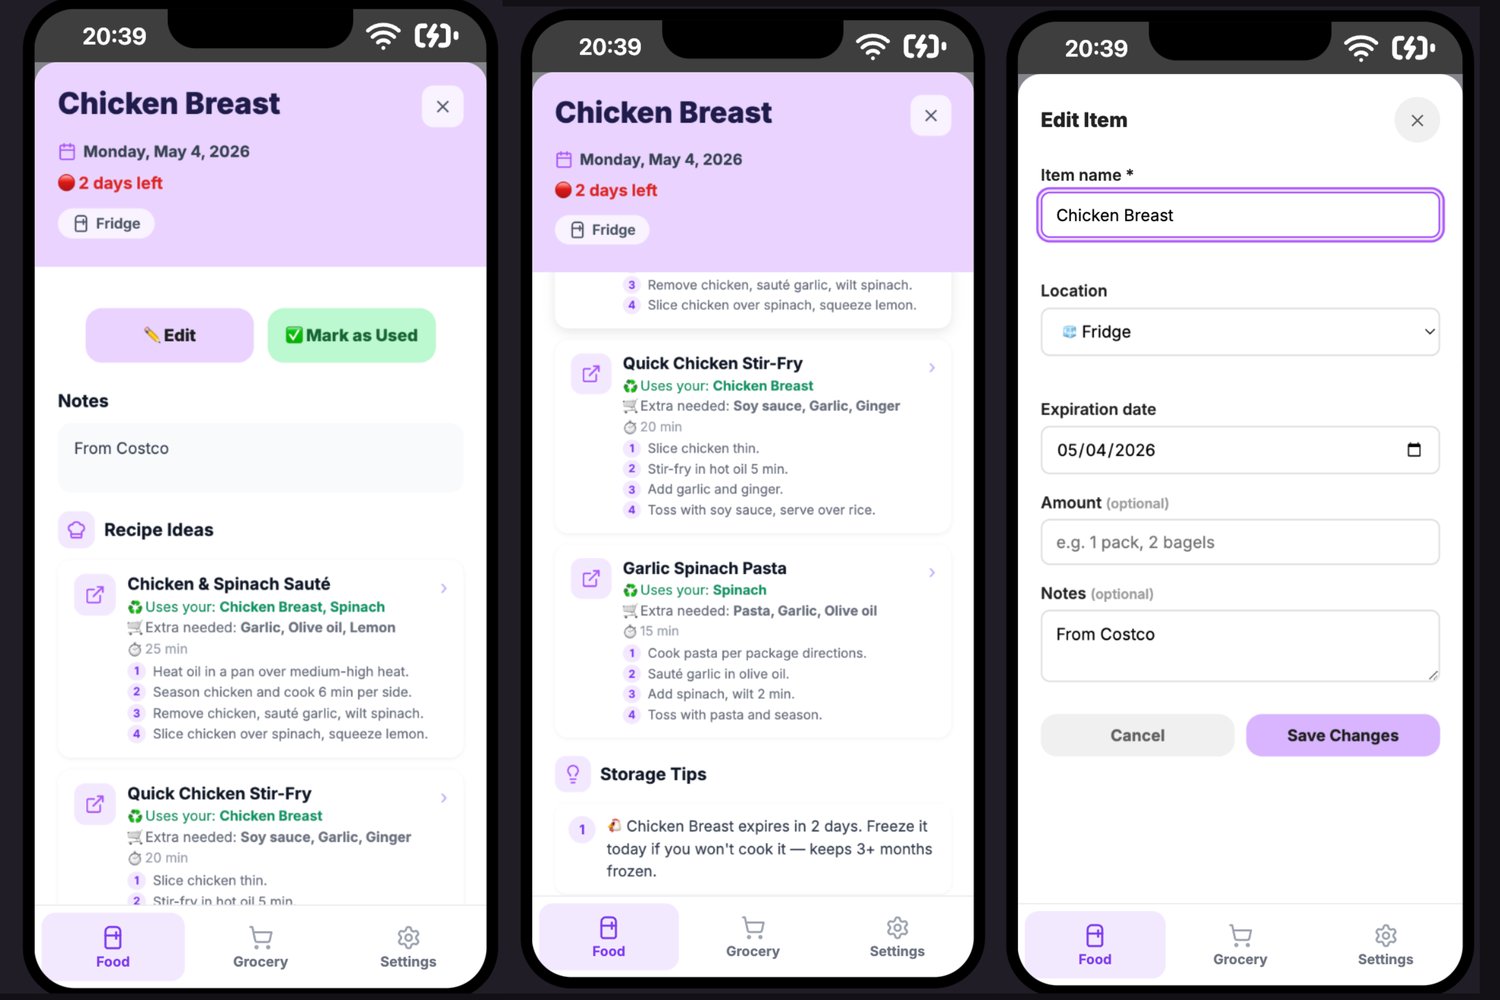 20:39
Chicken Breast
Monday, May 4, 2026
2 days left
Fridge
Edit
Mark as Used
Notes
From Costco
Recipe Ideas
Chicken & Spinach Sauté
Uses your: Chicken Breast, Spinach
Extra needed: Garlic, Olive oil, Lemon
25 min
1 Heat oil in a pan over medium-high heat.
2 Season chicken and cook 6 min per side.
3 Remove chicken, sauté garlic, wilt spinach.
4 Slice chicken over spinach, squeeze lemon.
Quick Chicken Stir-Fry
Uses your: Chicken Breast
Extra needed: Soy sauce, Garlic, Ginger
20 min
1 Slice chicken thin.
2 Stir-fry in hot oil 5 min.
Food
Grocery
Settings
20:39
Chicken Breast
Monday, May 4, 2026
2 days left
Fridge
3 Remove chicken, sauté garlic, wilt spinach.
4 Slice chicken over spinach, squeeze lemon.
Quick Chicken Stir-Fry
Uses your: Chicken Breast
Extra needed: Soy sauce, Garlic, Ginger
20 min
1 Slice chicken thin.
2 Stir-fry in hot oil 5 min.
3 Add garlic and ginger.
4 Toss with soy sauce, serve over rice.
Garlic Spinach Pasta
Uses your: Spinach
Extra needed: Pasta, Garlic, Olive oil
15 min
1 Cook pasta per package directions.
2 Sauté garlic in olive oil.
3 Add spinach, wilt 2 min.
4 Toss with pasta and season.
Storage Tips
1 Chicken Breast expires in 2 days. Freeze it
today if you won't cook it — keeps 3+ months
frozen.
Food
Grocery
Settings
20:39
Edit Item
Item name *
Chicken Breast
Location
Fridge
Expiration date
05/04/2026
Amount (optional)
e.g. 1 pack, 2 bagels
Notes (optional)
From Costco
Cancel
Save Changes
Food
Grocery
Settings